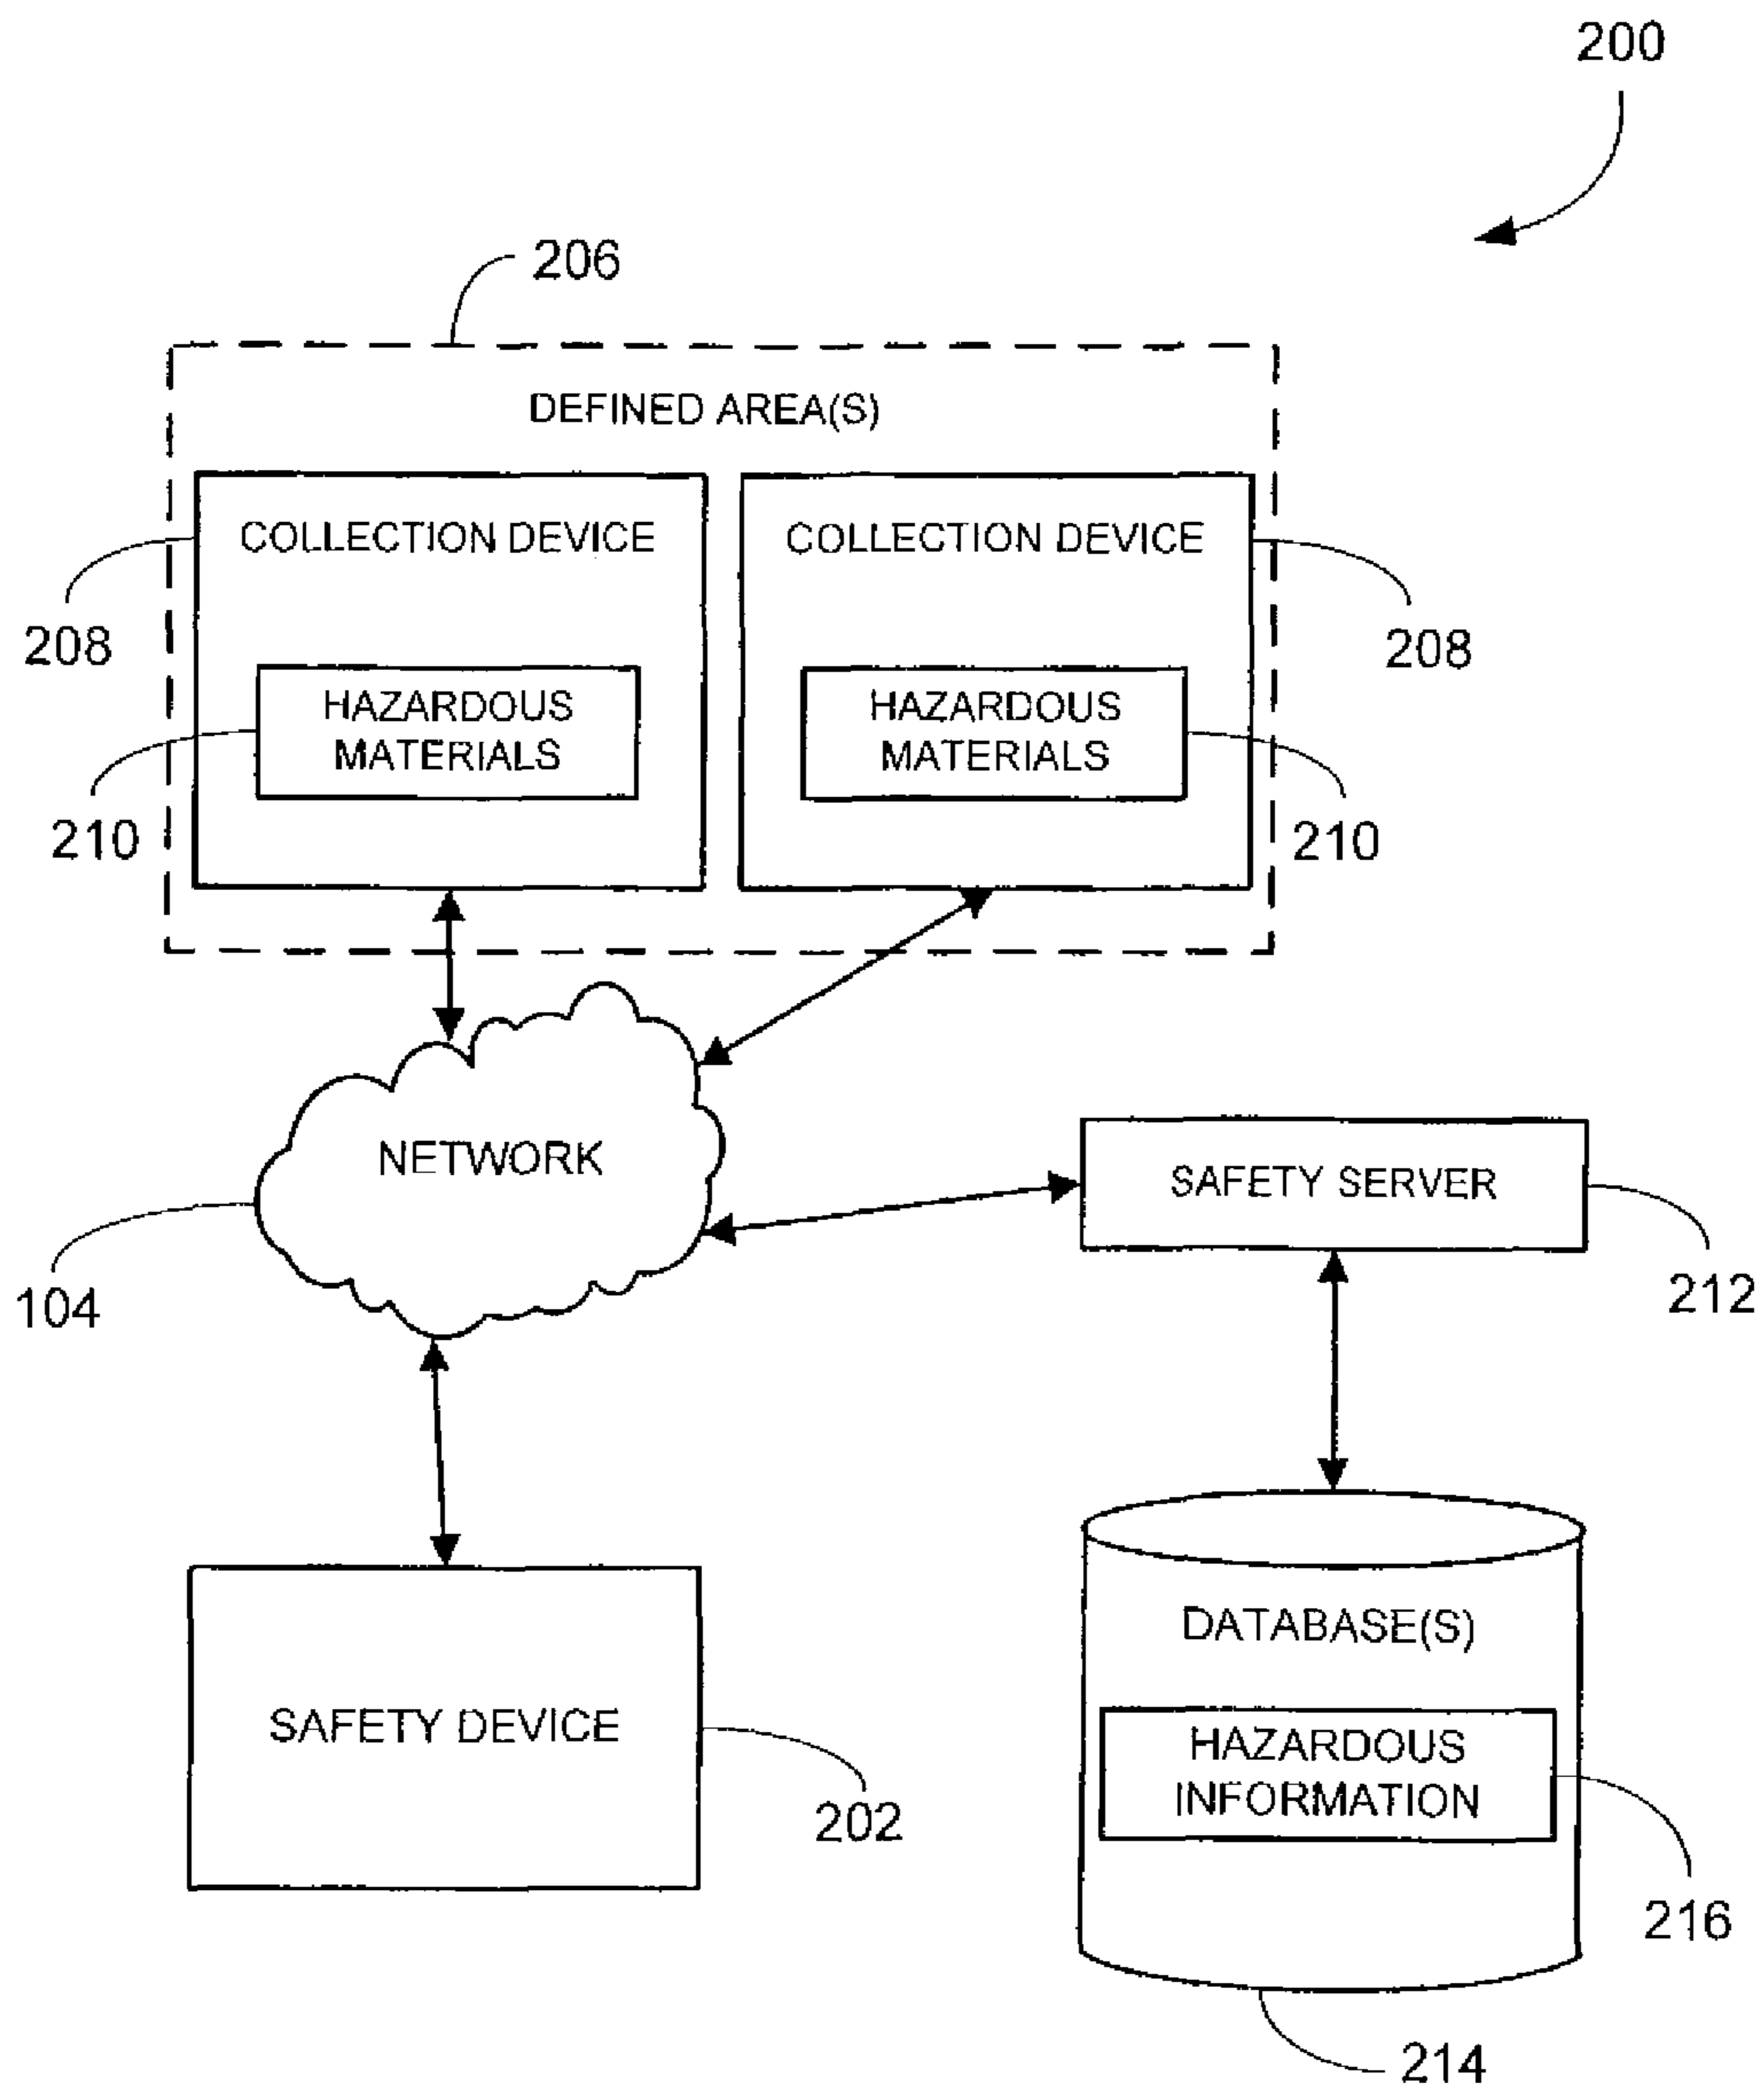 200
206
DEFINED AREA(S)
COLLECTION DEVICE
COLLECTION DEVICE
208
208
HAZARDOUS
MATERIALS
HAZARDOUS
MATERIALS
210
210
NETWORK
SAFETY SERVER
104
212
DATABASE(S)
SAFETY DEVICE
HAZARDOUS
INFORMATION
202
216
214